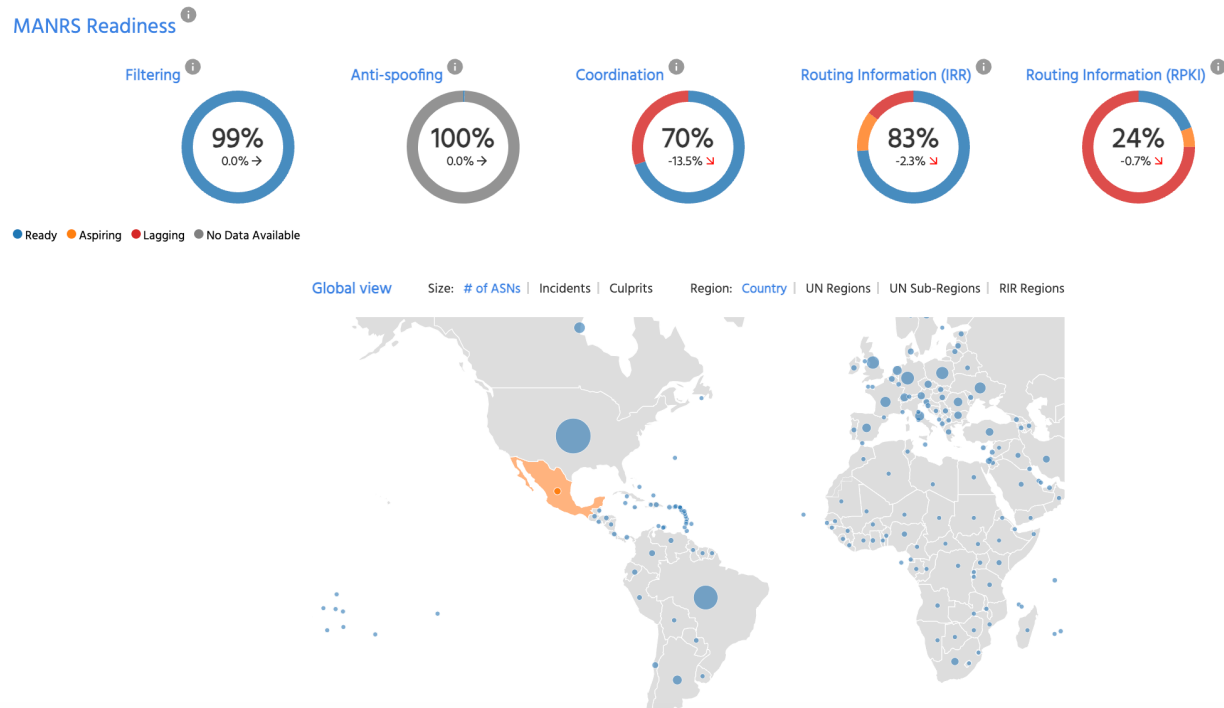 MANRS Readiness
Filtering Anti-spoofing Coordination Routing Information (IRR) Routing Information (RPKI)
99% 100% 70% 83% 24%
0.0% → 0.0% → -13.5% ↘ -2.3% ↘ -0.7% ↘
Ready Aspiring Lagging No Data Available
Global view Size: # of ASNs | Incidents | Culprits Region: Country | UN Regions | UN Sub-Regions | RIR Regions